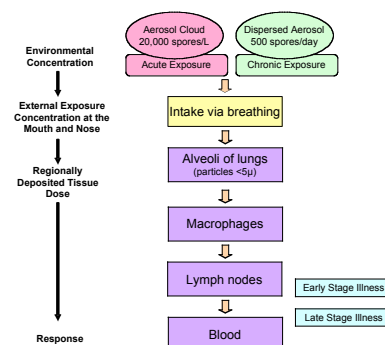 Environmental
Concentration
External Exposure
Concentration at the
Mouth and Nose
Regionally
Deposited Tissue
Dose
Response
Aerosol Cloud
20,000 spores/L
Acute Exposure
Dispersed Aerosol
500 spores/day
Chronic Exposure
Intake via breathing
Alveoli of lungs
(particles <5µ)
Macrophages
Lymph nodes
Blood
Early Stage Illness
Late Stage Illness